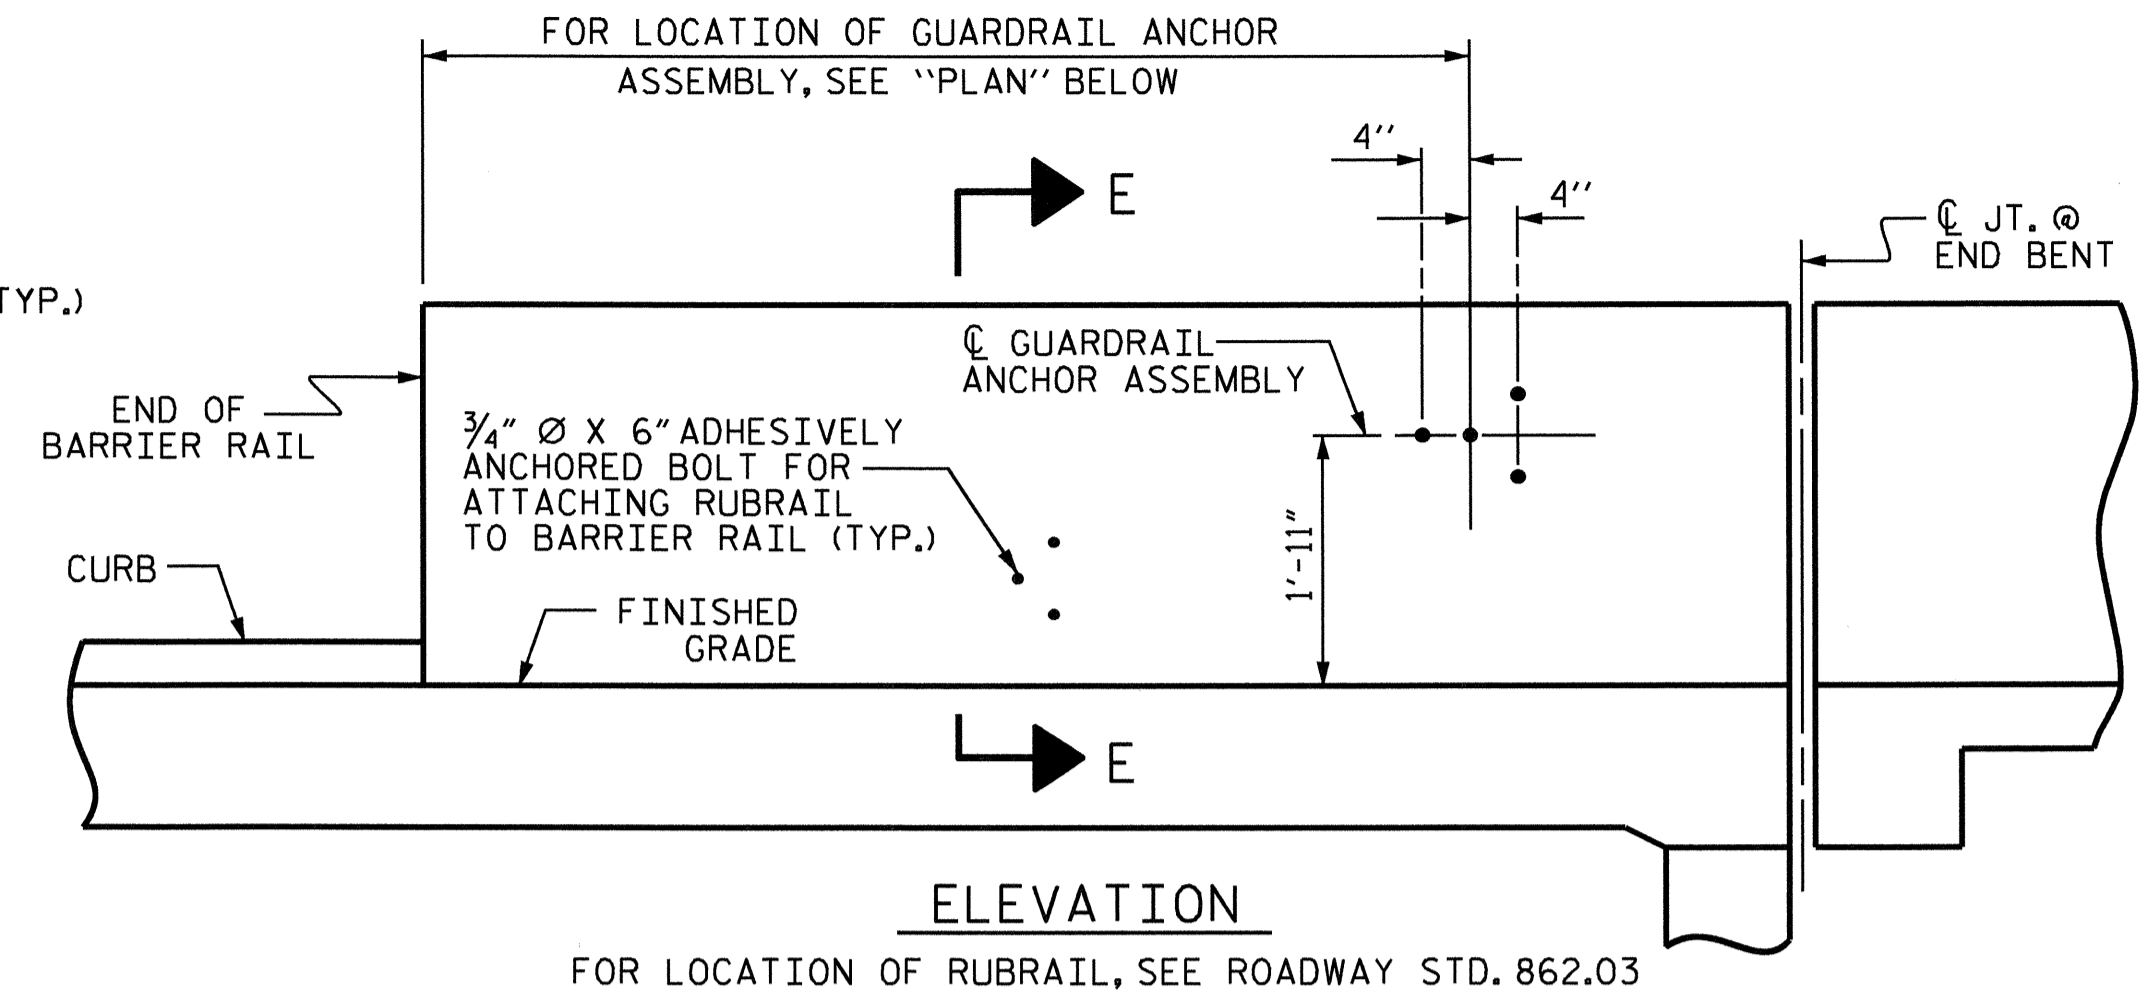 FOR LOCATION OF GUARDRAIL ANCHOR
ASSEMBLY, SEE "PLAN" BELOW
4"
4"
E
℄ JT. @
END BENT
TYP.)
℄ GUARDRAIL
ANCHOR ASSEMBLY
END OF
BARRIER RAIL
3/4" Ø X 6" ADHESIVELY
ANCHORED BOLT FOR
ATTACHING RUBRAIL
TO BARRIER RAIL (TYP.)
1'-11"
CURB
FINISHED
GRADE
E
ELEVATION
FOR LOCATION OF RUBRAIL, SEE ROADWAY STD. 862.03